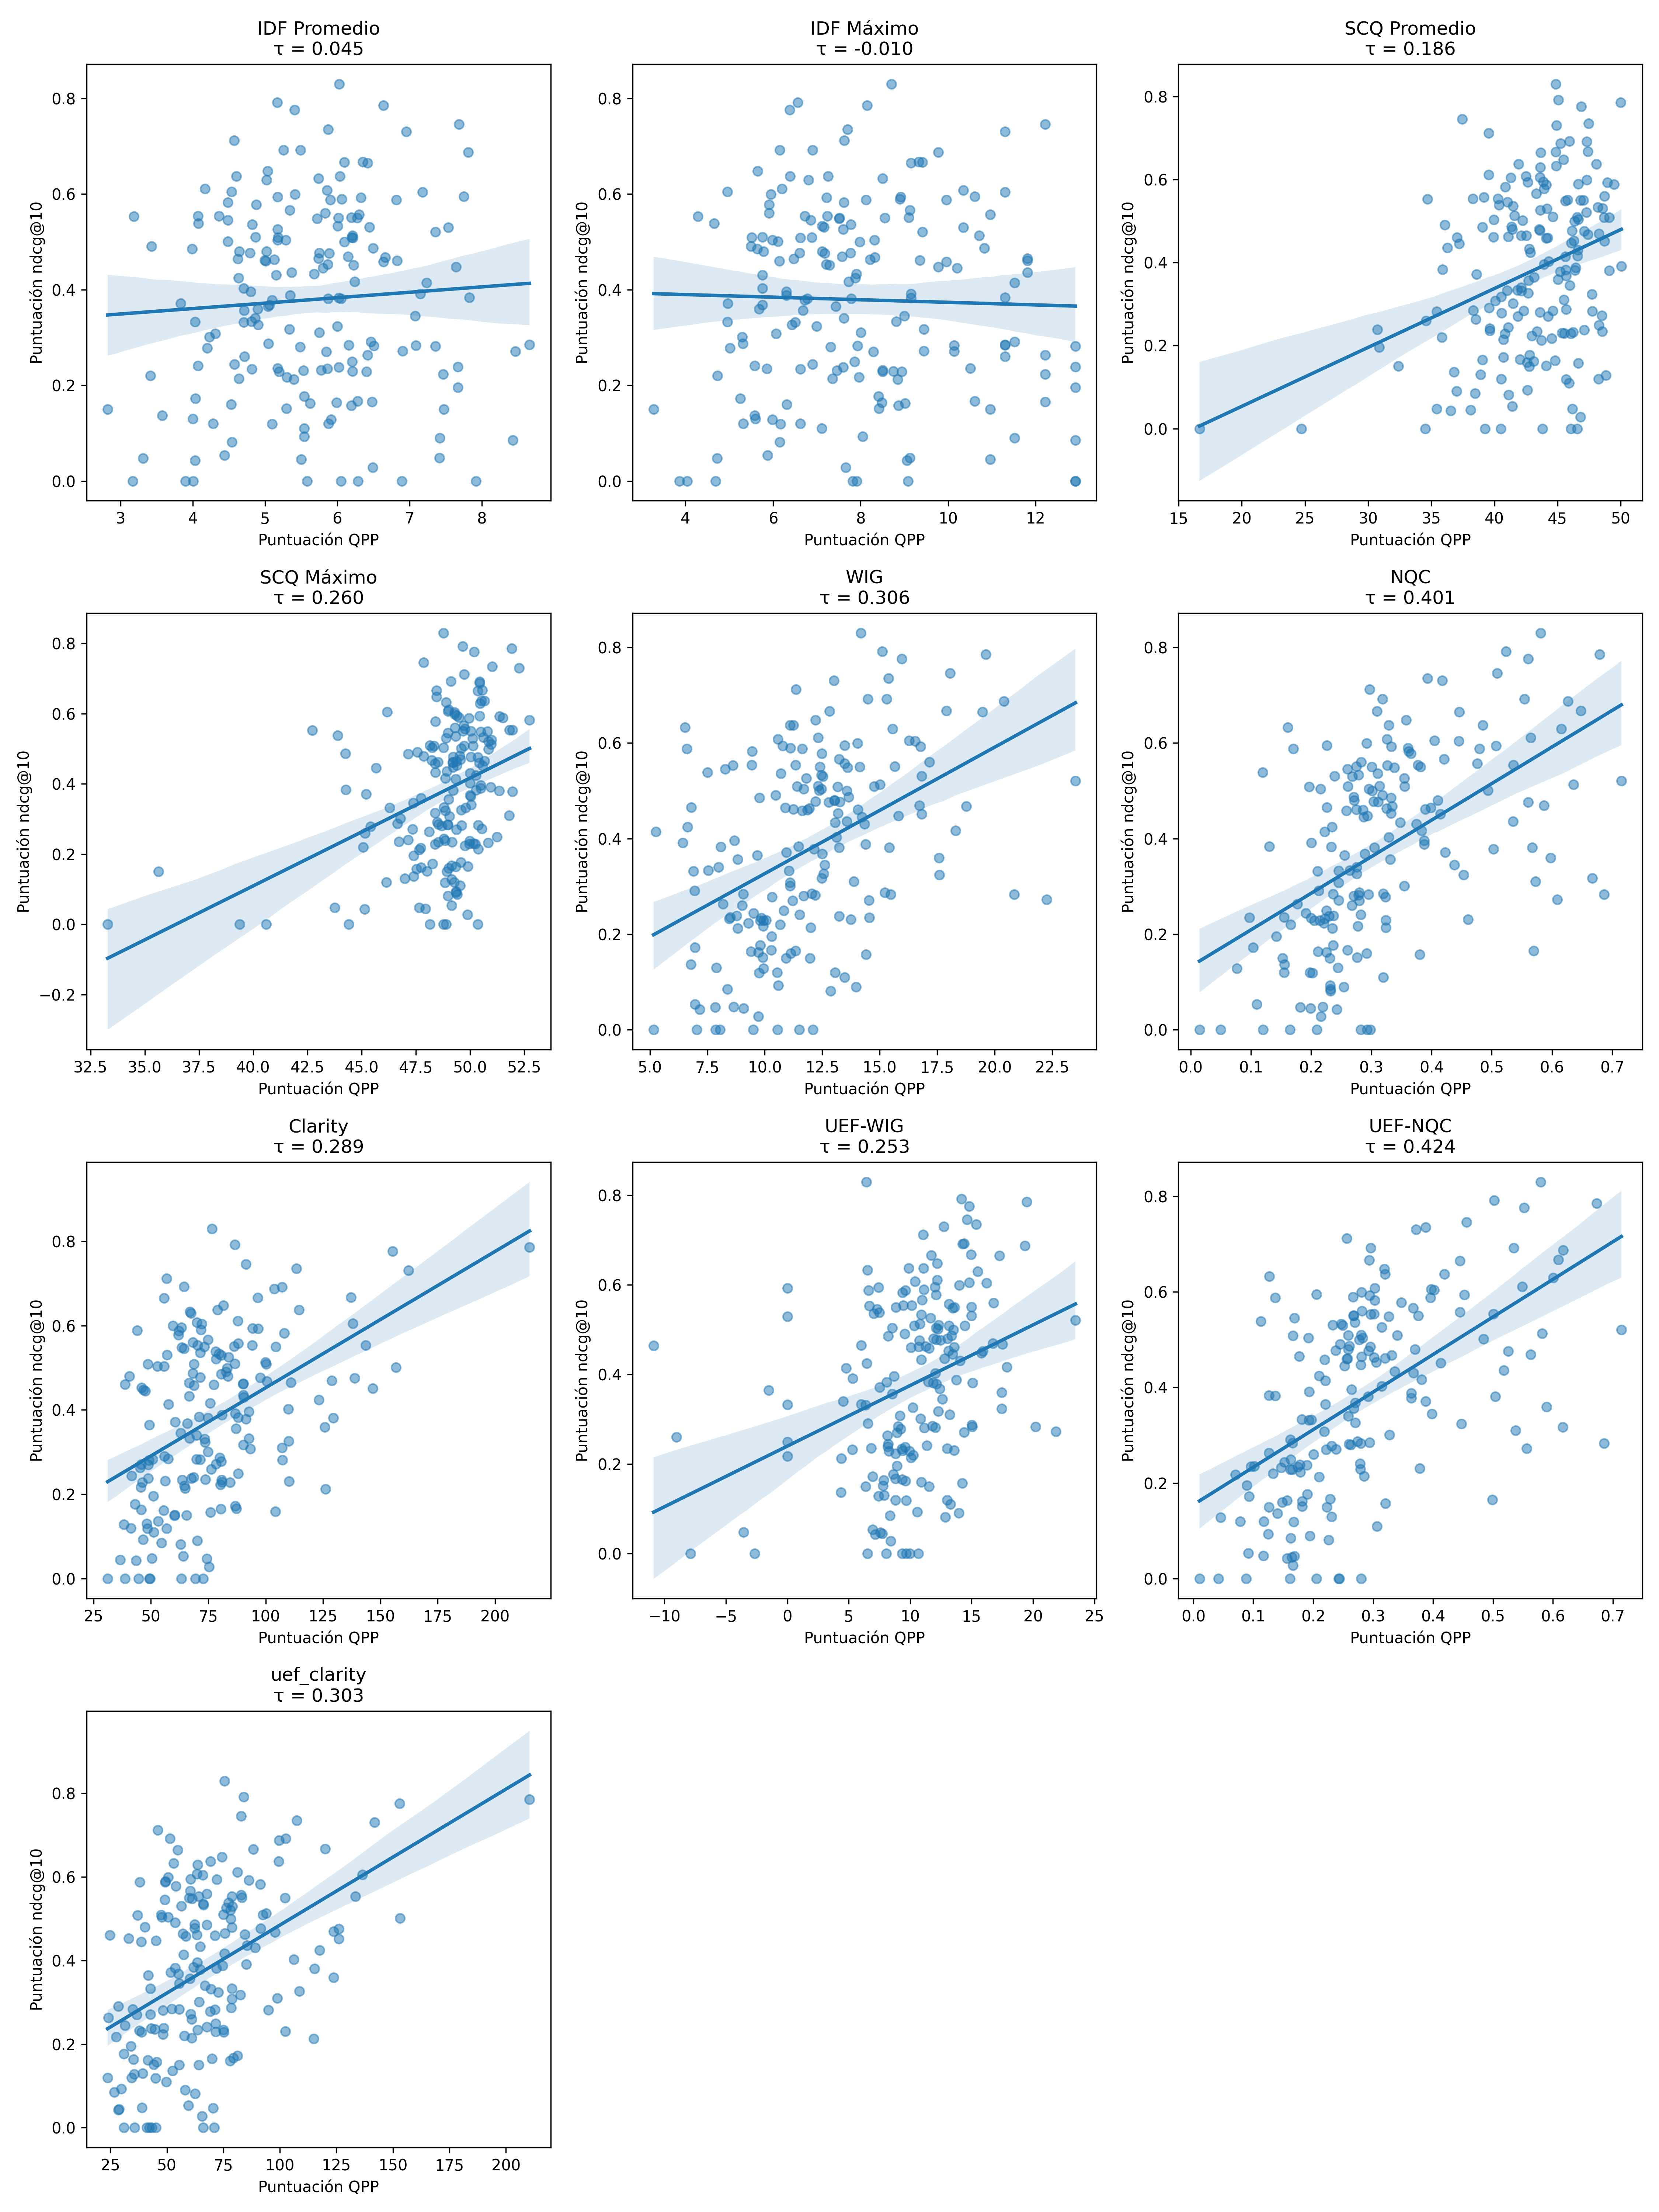 IDF Promedio
τ = 0.045
0.8
0.6
0.4
0.2
0.0
Puntuación ndcg@10
3 4 5 6 7 8
Puntuación QPP
IDF Máximo
τ = -0.010
0.8
0.6
0.4
0.2
0.0
Puntuación ndcg@10
4 6 8 10 12
Puntuación QPP
SCQ Promedio
τ = 0.186
0.8
0.6
0.4
0.2
0.0
Puntuación ndcg@10
15 20 25 30 35 40 45 50
Puntuación QPP
SCQ Máximo
τ = 0.260
0.8
0.6
0.4
0.2
0.0
−0.2
Puntuación ndcg@10
32.5 35.0 37.5 40.0 42.5 45.0 47.5 50.0 52.5
Puntuación QPP
WIG
τ = 0.306
0.8
0.6
0.4
0.2
0.0
Puntuación ndcg@10
5.0 7.5 10.0 12.5 15.0 17.5 20.0 22.5
Puntuación QPP
NQC
τ = 0.401
0.8
0.6
0.4
0.2
0.0
Puntuación ndcg@10
0.0 0.1 0.2 0.3 0.4 0.5 0.6 0.7
Puntuación QPP
Clarity
τ = 0.289
0.8
0.6
0.4
0.2
0.0
Puntuación ndcg@10
25 50 75 100 125 150 175 200
Puntuación QPP
UEF-WIG
τ = 0.253
0.8
0.6
0.4
0.2
0.0
Puntuación ndcg@10
−10 −5 0 5 10 15 20 25
Puntuación QPP
UEF-NQC
τ = 0.424
0.8
0.6
0.4
0.2
0.0
Puntuación ndcg@10
0.0 0.1 0.2 0.3 0.4 0.5 0.6 0.7
Puntuación QPP
uef_clarity
τ = 0.303
0.8
0.6
0.4
0.2
0.0
Puntuación ndcg@10
25 50 75 100 125 150 175 200
Puntuación QPP